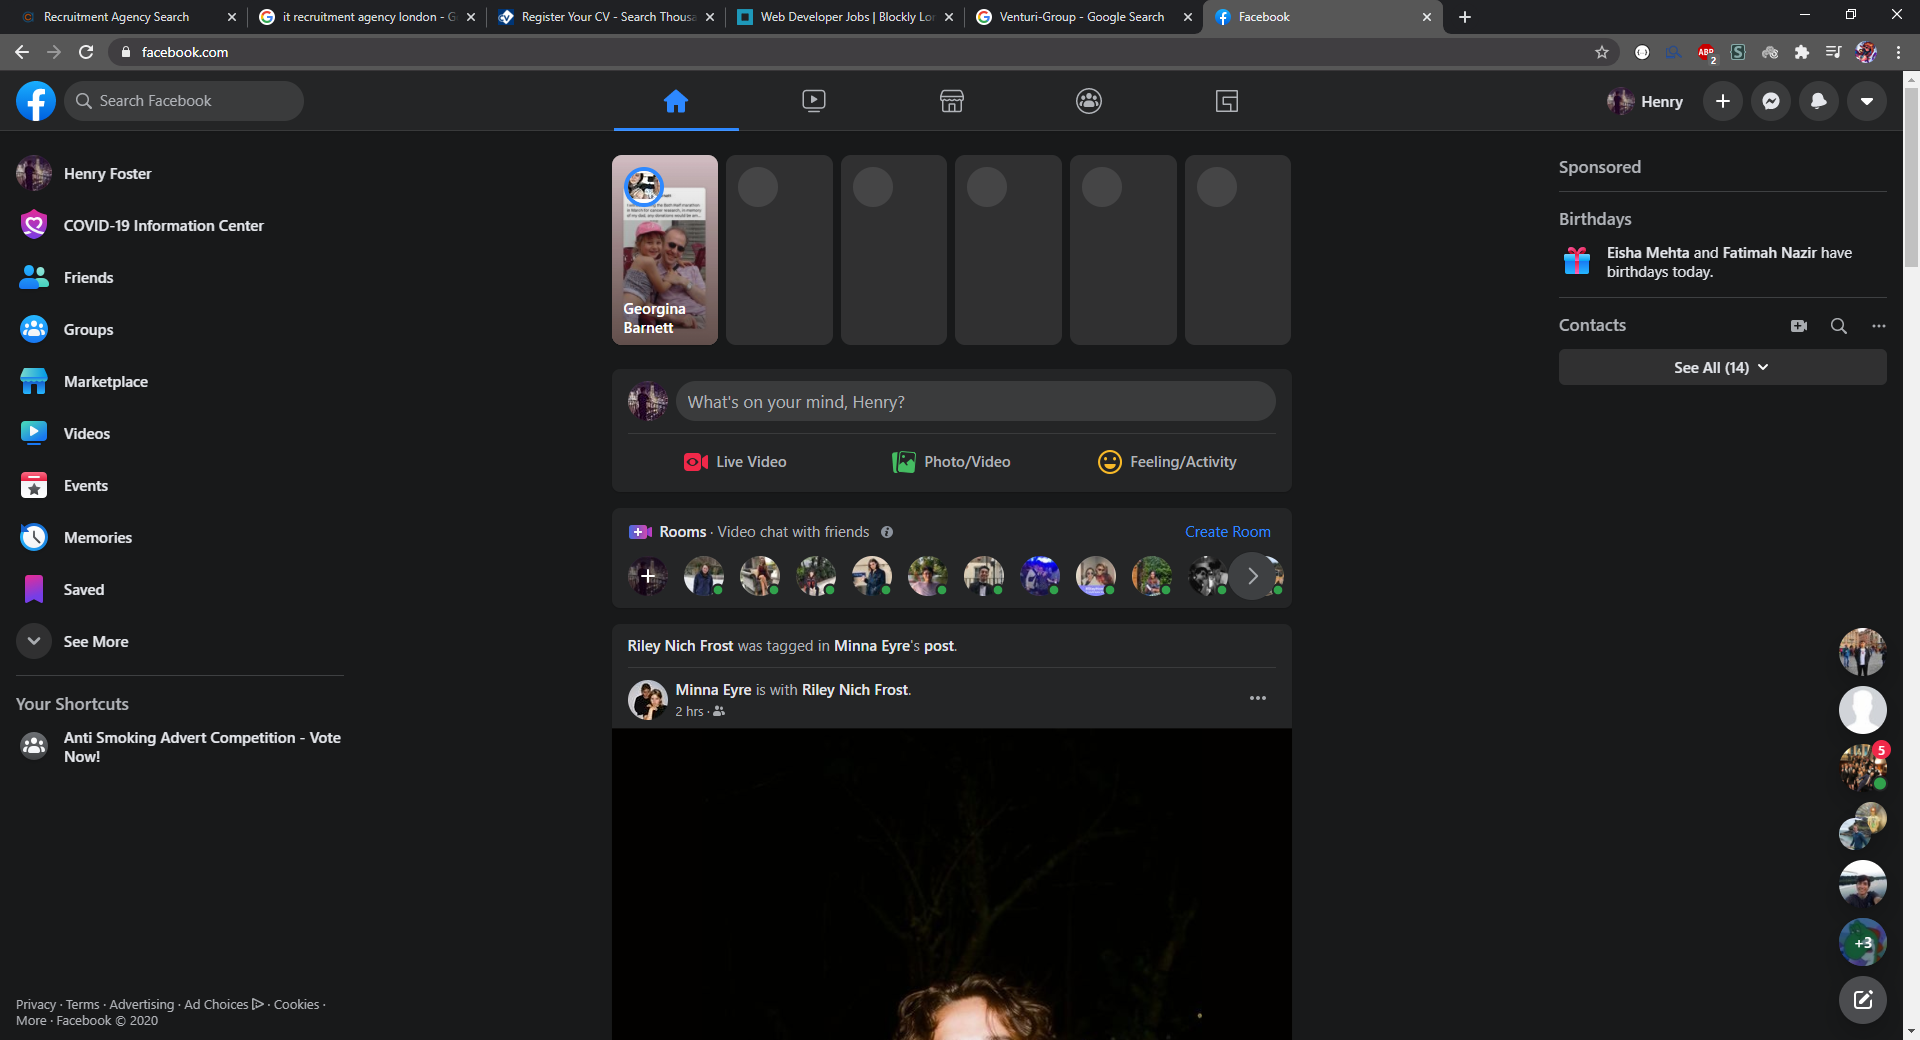 Recruitment Agency Search
it recruitment agency london - G
Register Your CV - Search Thousa
Web Developer Jobs | Blockly Lon
Venturi-Group - Google Search
Facebook
facebook.com
ABP
2
Search Facebook
Henry
Henry Foster
COVID-19 Information Center
Friends
Groups
Marketplace
Videos
Events
Memories
Saved
See More
Your Shortcuts
Anti Smoking Advert Competition - Vote
Now!
Privacy · Terms · Advertising · Ad Choices · Cookies ·
More · Facebook © 2020
Georgina
Barnett
What's on your mind, Henry?
Live Video
Photo/Video
Feeling/Activity
Rooms · Video chat with friends
Create Room
Riley Nich Frost was tagged in Minna Eyre's post.
Minna Eyre is with Riley Nich Frost.
2 hrs ·
Sponsored
Birthdays
Eisha Mehta and Fatimah Nazir have
birthdays today.
Contacts
See All (14)
5
+3